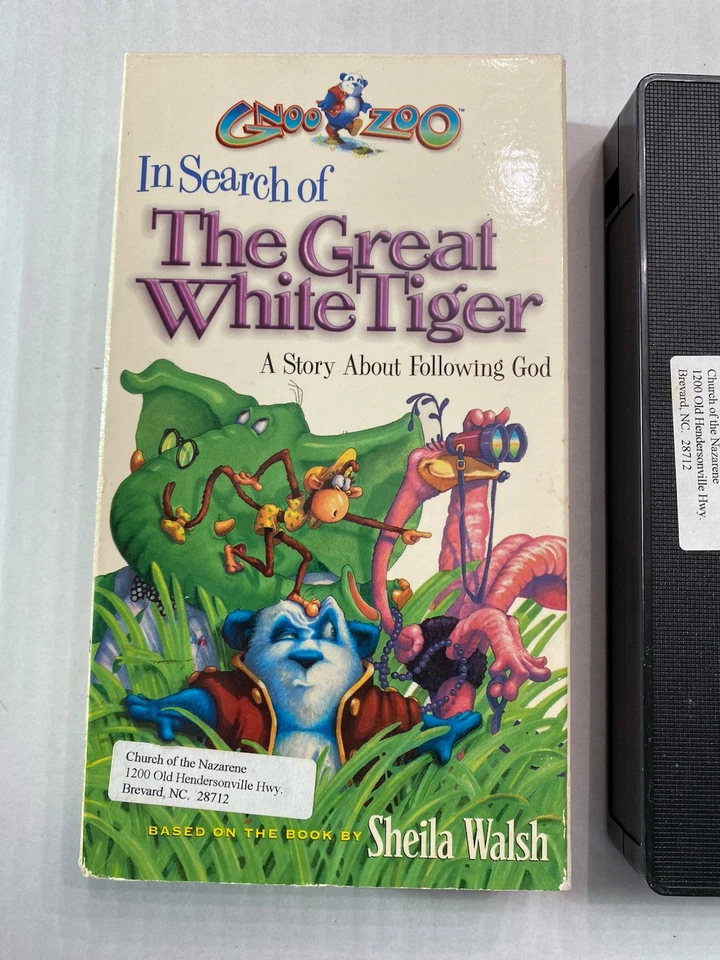 GNOO ZOO™
In Search of
The Great
White Tiger
A Story About Following God
Church of the Nazarene
1200 Old Hendersonville Hwy.
Brevard, NC. 28712
BASED ON THE BOOK BY Sheila Walsh
Church of the Nazarene
1200 Old Hendersonville Hwy.
Brevard, NC. 28712